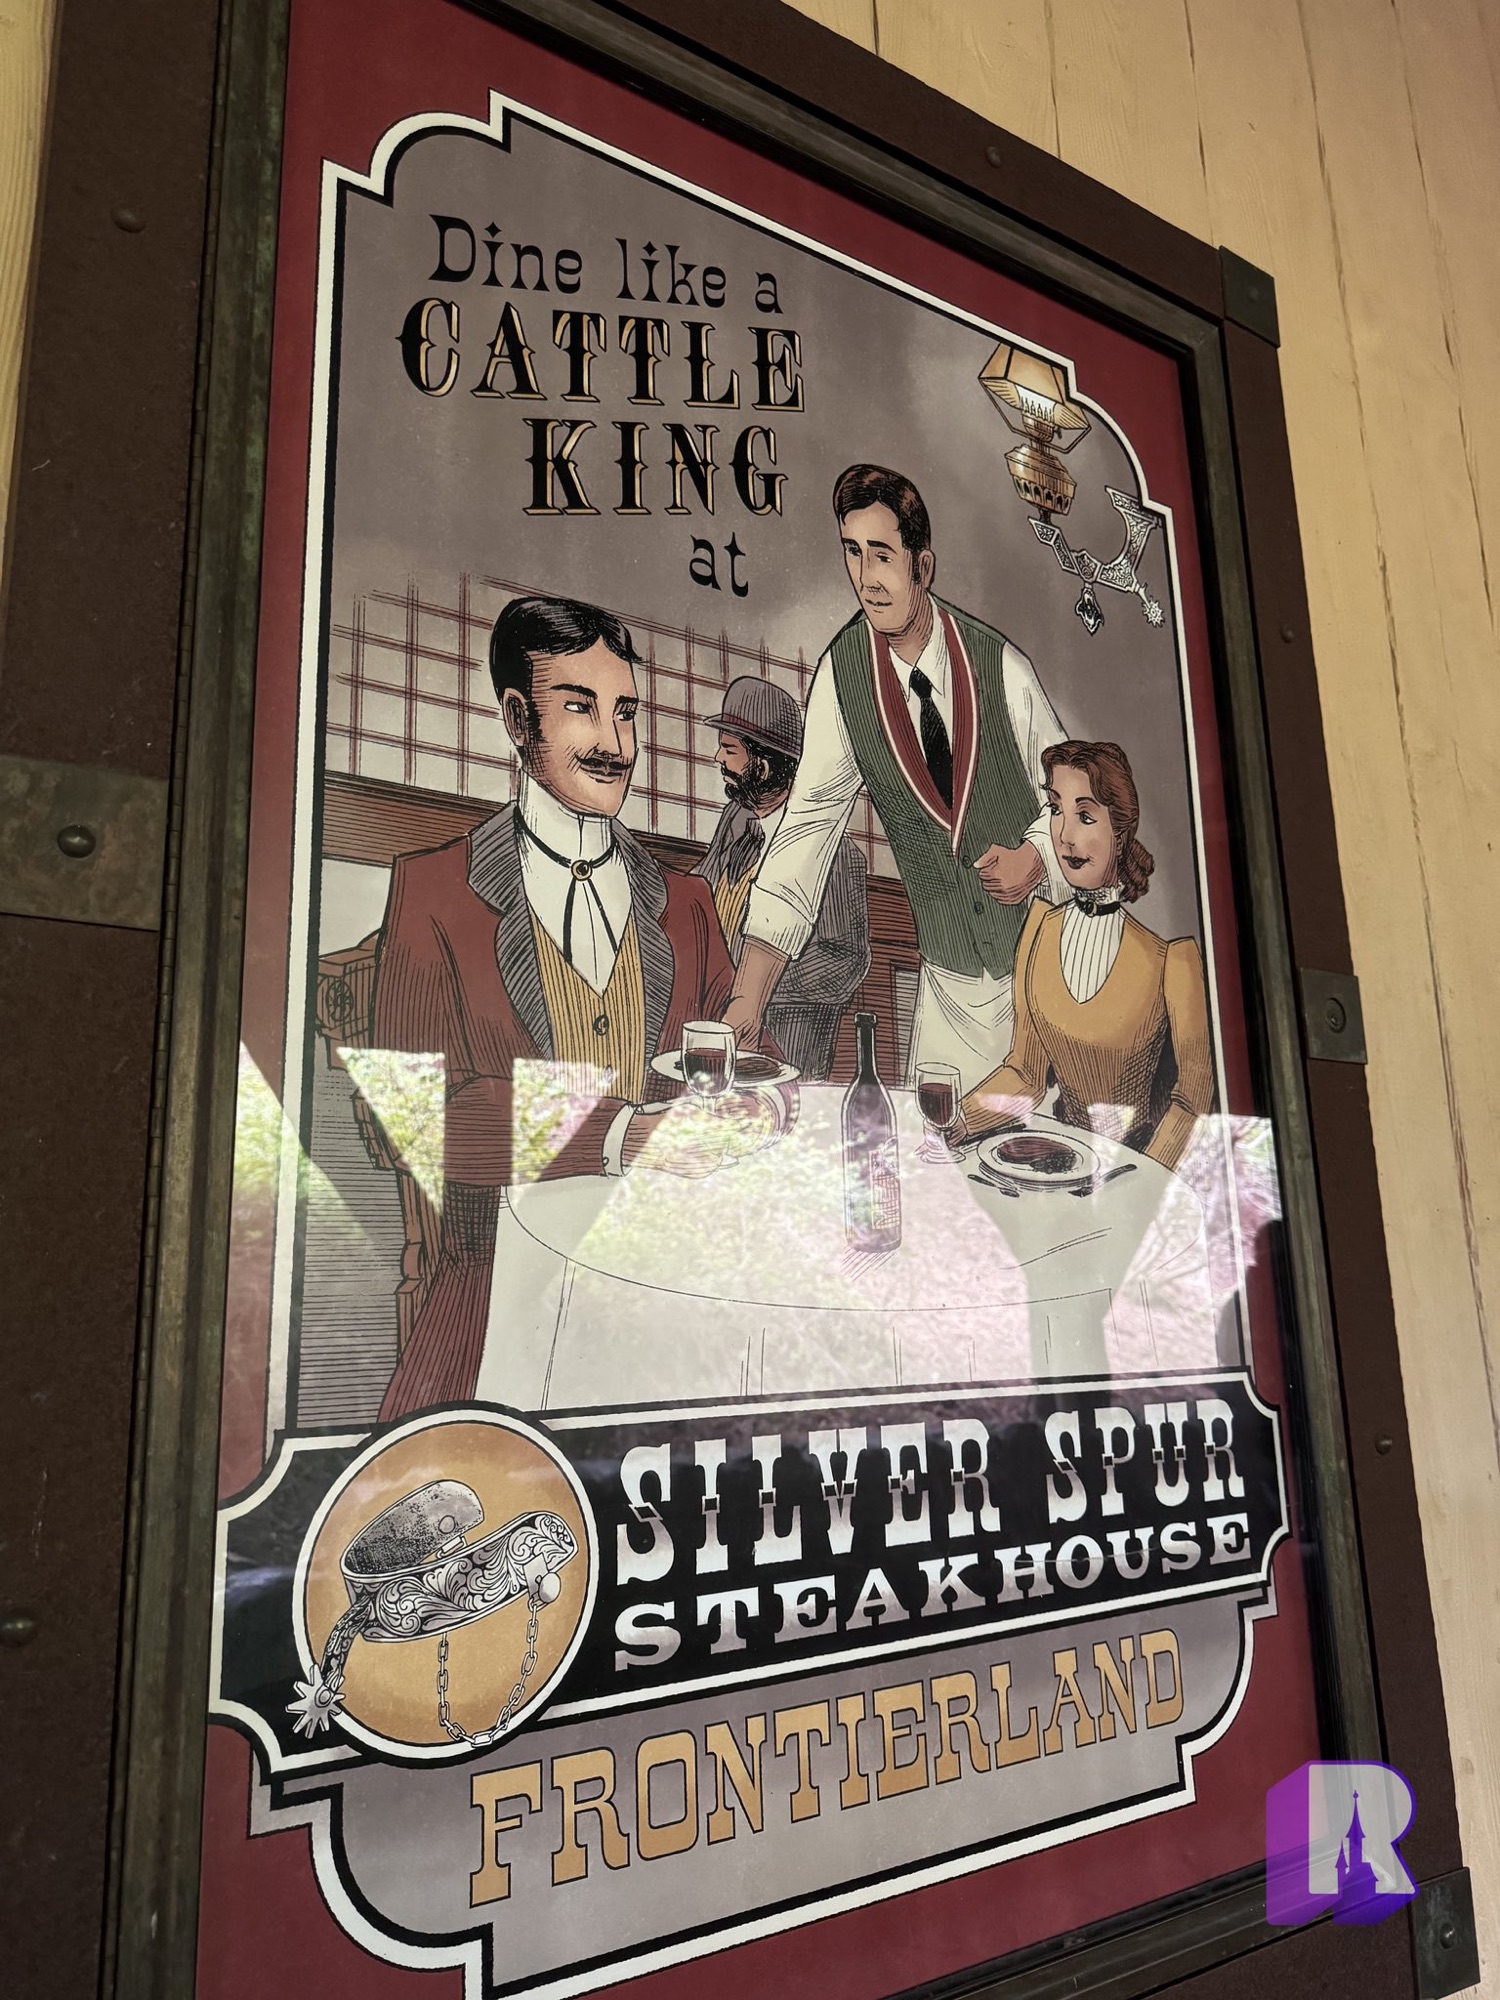 Dine like a
CATTLE
KING
at
SILVER SPUR
STEAKHOUSE
FRONTIERLAND
R